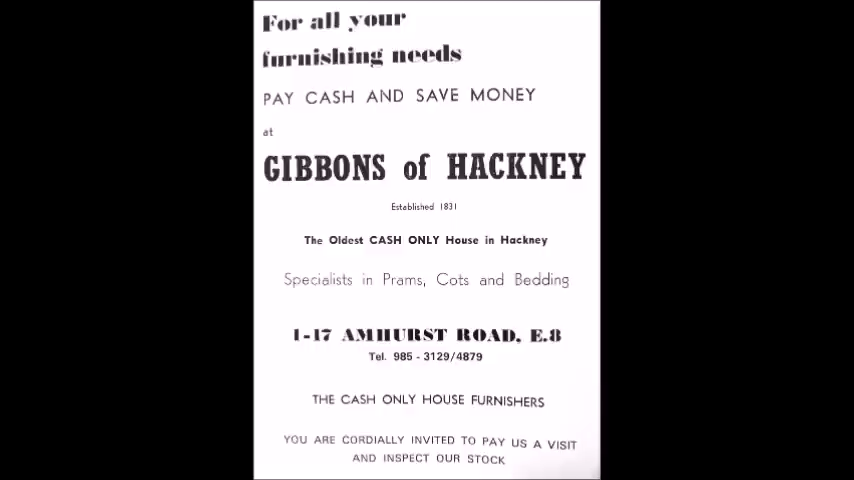 For all your
furnishing needs
PAY CASH AND SAVE MONEY
at
GIBBONS of HACKNEY
Established 1831
The Oldest CASH ONLY House in Hackney
Specialists in Prams, Cots and Bedding
1-17 AMHURST ROAD, E.8
Tel. 985 - 3129/4879
THE CASH ONLY HOUSE FURNISHERS
YOU ARE CORDIALLY INVITED TO PAY US A VISIT
AND INSPECT OUR STOCK